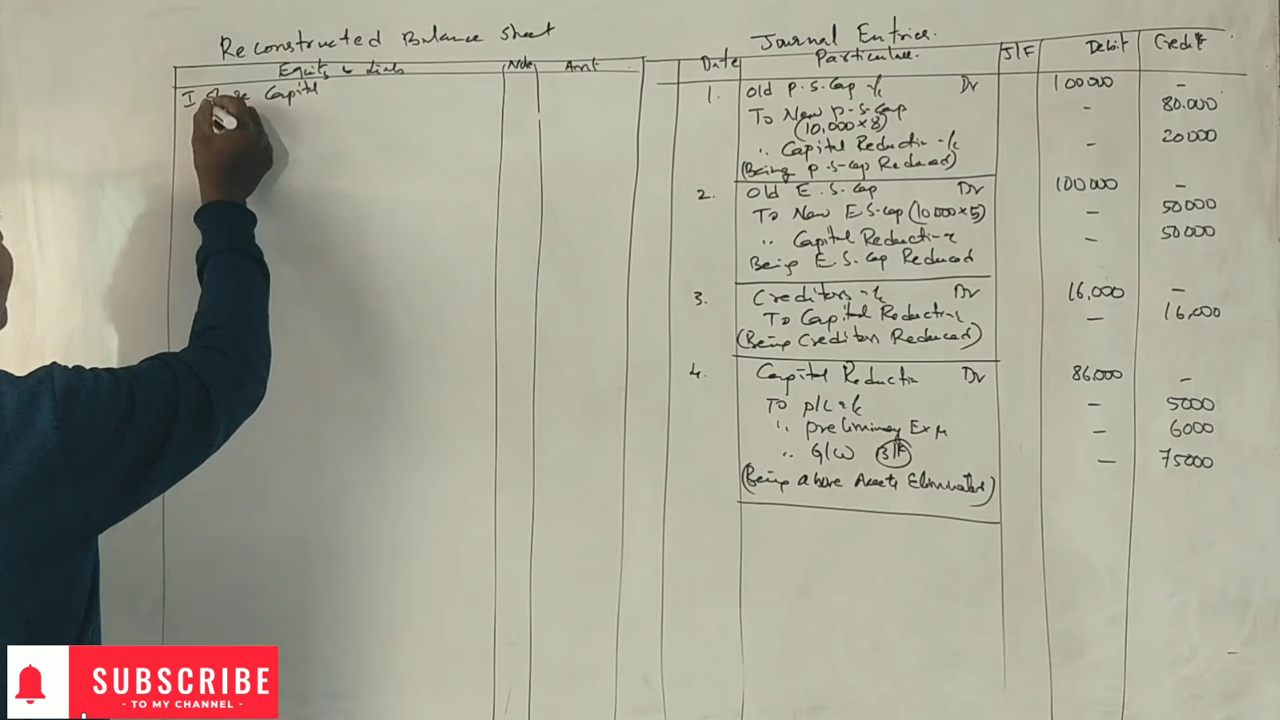 Reconstructed Balance Sheet
Equity & Liab Note Amt
I Share Capital
Journal Entries.
Date Particulars. J/F Debit Credit
1. Old P.S.Cap A/c Dr 100000 -
To New P.S.Cap - 80.000
(10,000×8)
,, Capital Reduction A/c - 20000
(Being P.S-Cap Reduced)
2. Old E.S.Cap Dr 100000 -
To New E.S-Cap (10000×5) - 50000
,, Capital Reduction - 50000
Being E.S.Cap Reduced
3. Creditors A/c Dr 16,000 -
To Capital Reduction - 16,000
(Being Creditors Reduced)
4. Capital Reduction Dr 86.000 -
To P/L A/c - 5000
,, Preliminary Exp - 6000
,, G/W B/F - 75000
(Being above Assets Eliminated)
SUBSCRIBE
- TO MY CHANNEL -